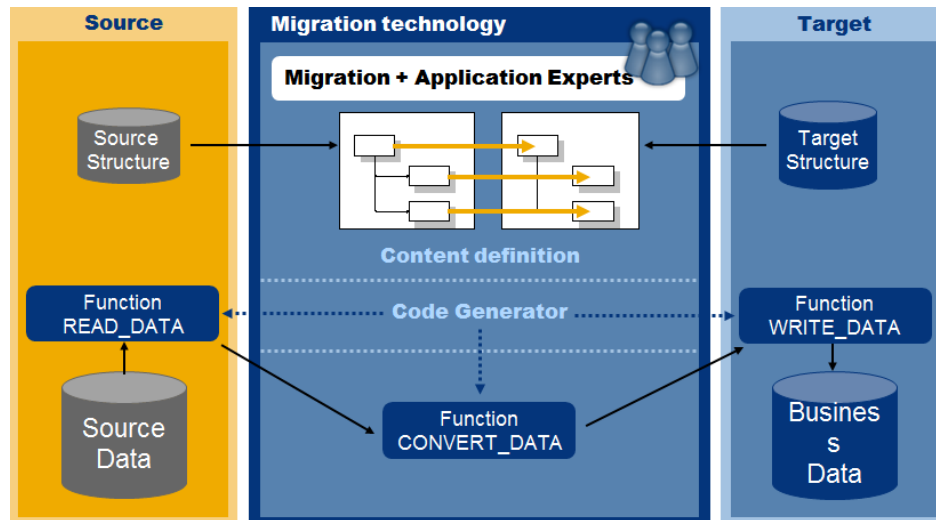 Source
Migration technology
Target
Migration + Application Experts
Source
Structure
Target
Structure
Content definition
Function
READ_DATA
Code Generator
Function
WRITE_DATA
Source
Data
Function
CONVERT_DATA
Busines
s
Data